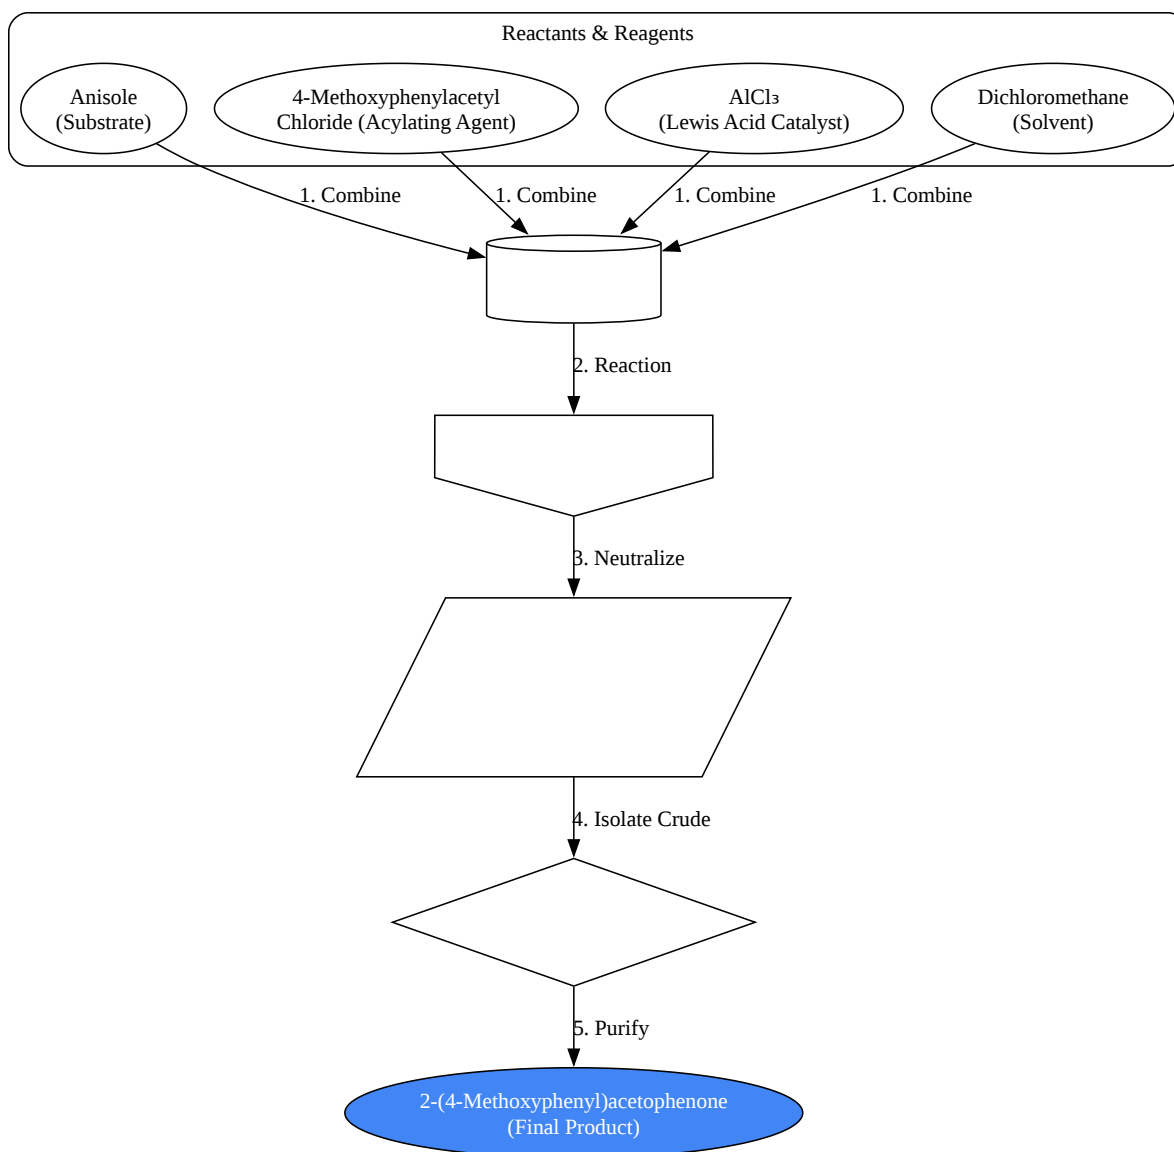 Reactants & Reagents
Anisole
(Substrate)
4-Methoxyphenylacetyl
Chloride (Acylating Agent)
AlCl₃
(Lewis Acid Catalyst)
Dichloromethane
(Solvent)
1. Combine
1. Combine
1. Combine
1. Combine
2. Reaction
3. Neutralize
4. Isolate Crude
5. Purify
2-(4-Methoxyphenyl)acetophenone
(Final Product)